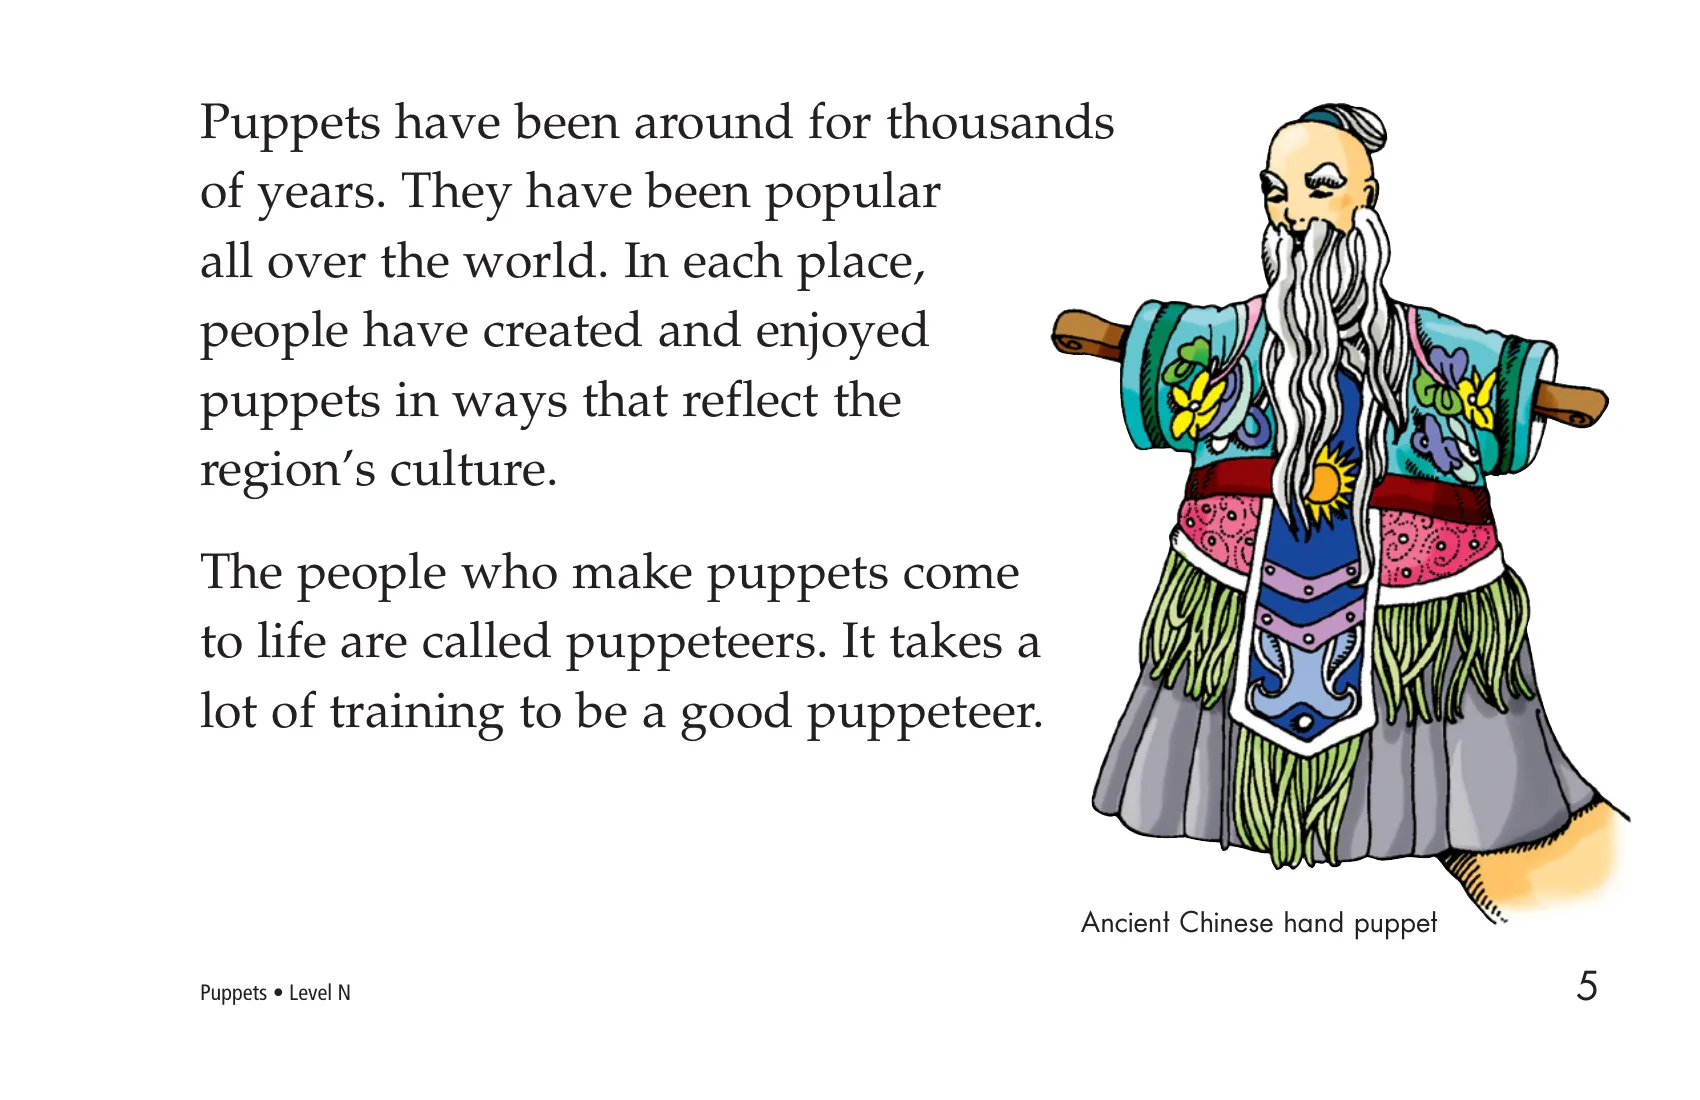 Puppets have been around for thousands
of years. They have been popular
all over the world. In each place,
people have created and enjoyed
puppets in ways that reflect the
region’s culture.
The people who make puppets come
to life are called puppeteers. It takes a
lot of training to be a good puppeteer.
Ancient Chinese hand puppet
Puppets • Level N
5